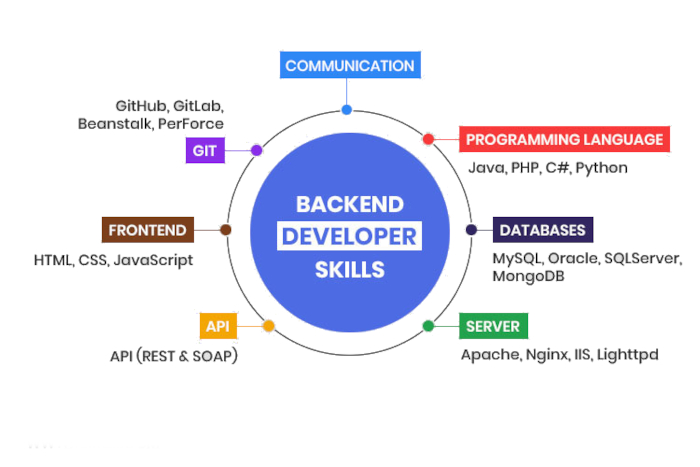 COMMUNICATION
GitHub, GitLab,
Beanstalk, PerForce
GIT
PROGRAMMING LANGUAGE
Java, PHP, C#, Python
BACKEND
DEVELOPER
SKILLS
FRONTEND
HTML, CSS, JavaScript
DATABASES
MySQL, Oracle, SQLServer,
MongoDB
API
API (REST & SOAP)
SERVER
Apache, Nginx, IIS, Lighttpd